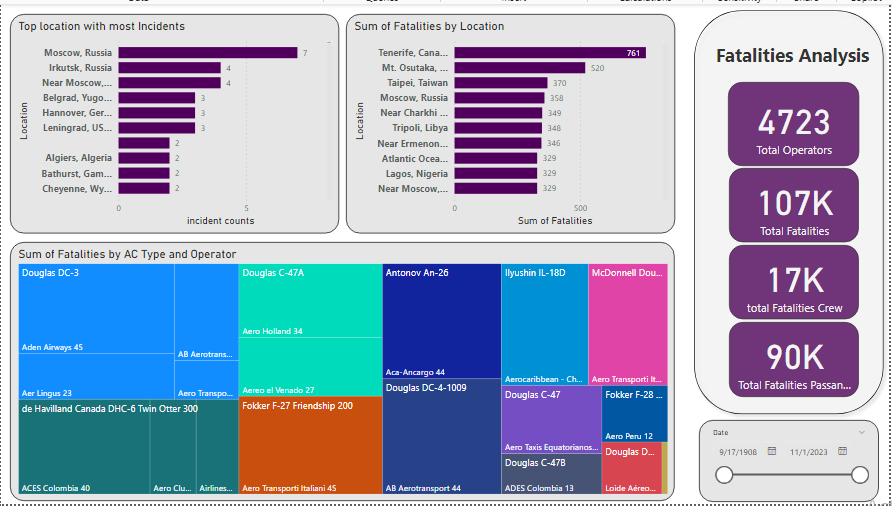 Top location with most Incidents
Location
Moscow, Russia 7
Irkutsk, Russia 4
Near Moscow,... 4
Belgrad, Yugo... 3
Hannover, Ger... 3
Leningrad, US... 3
2
Algiers, Algeria 2
Bathurst, Gam... 2
Cheyenne, Wy... 2
0 5
incident counts
Sum of Fatalities by Location
Location
Tenerife, Cana... 761
Mt. Osutaka, ... 520
Taipei, Taiwan 370
Moscow, Russia 358
Near Charkhi ... 349
Tripoli, Libya 348
Near Ermenon... 346
Atlantic Ocea... 329
Lagos, Nigeria 329
Near Moscow,... 329
0 500
Sum of Fatalities
Fatalities Analysis
4723
Total Operators
107K
Total Fatalities
17K
total Fatalities Crew
90K
Total Fatalities Passan...
Sum of Fatalities by AC Type and Operator
Douglas DC-3
Aden Airways 45
AB Aerotrans...
Aer Lingus 23
Aero Transpo...
de Havilland Canada DHC-6 Twin Otter 300
ACES Colombia 40
Aero Clu...
Airlines...
Douglas C-47A
Aero Holland 34
Aereo el Venado 27
Fokker F-27 Friendship 200
Aero Transporti Italiani 45
Antonov An-26
Aca-Ancargo 44
Douglas DC-4-1009
AB Aerotransport 44
Ilyushin IL-18D
Aerocaribbean - Ch...
McDonnell Dou...
Aero Transporti It...
Douglas C-47
Aero Taxis Equatorianos...
Douglas C-47B
ADES Colombia 13
Fokker F-28 ...
Aero Peru 12
Douglas D...
Loide Aéreo...
Date
9/17/1908 11/1/2023